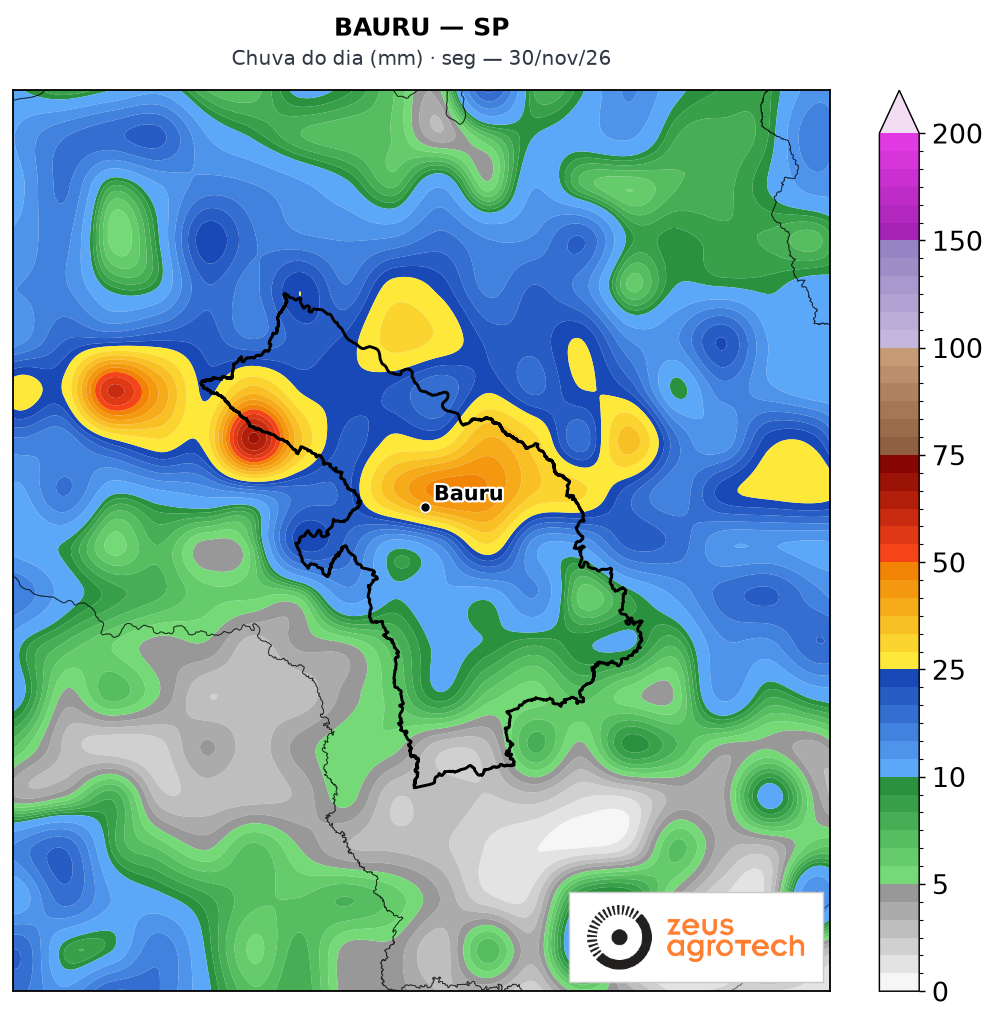 BAURU — SP
Chuva do dia (mm) · seg — 30/nov/26
200
150
100
75
50
25
10
5
0
Bauru
zeus
agrotech